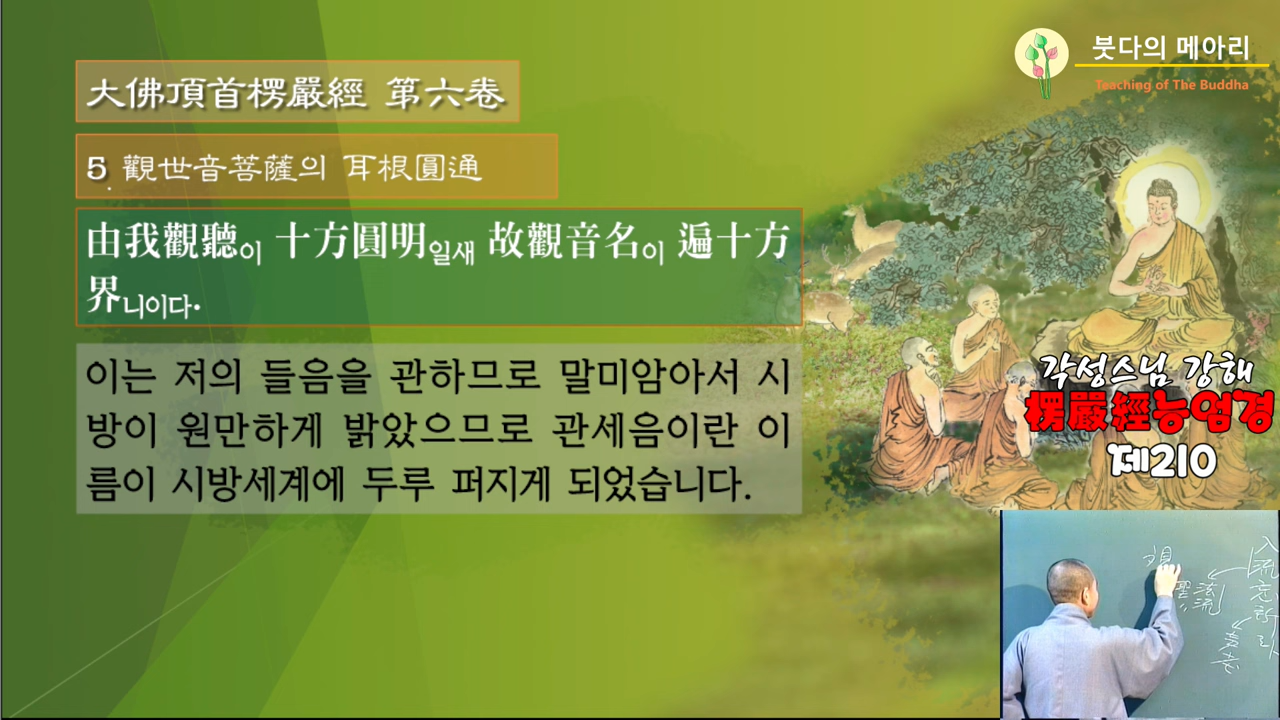 大佛頂首楞嚴經 第六卷
5. 觀世音菩薩의 耳根圓通
由我觀聽이 十方圓明일새 故觀音名이 遍十方
界니이다.
이는 저의 들음을 관하므로 말미암아서 시
방이 원만하게 밝았으므로 관세음이란 이
름이 시방세계에 두루 퍼지게 되었습니다.
붓다의 메아리
Teaching of The Buddha
각성스님 강해
楞嚴經능엄경
제210
入流亡所
法流